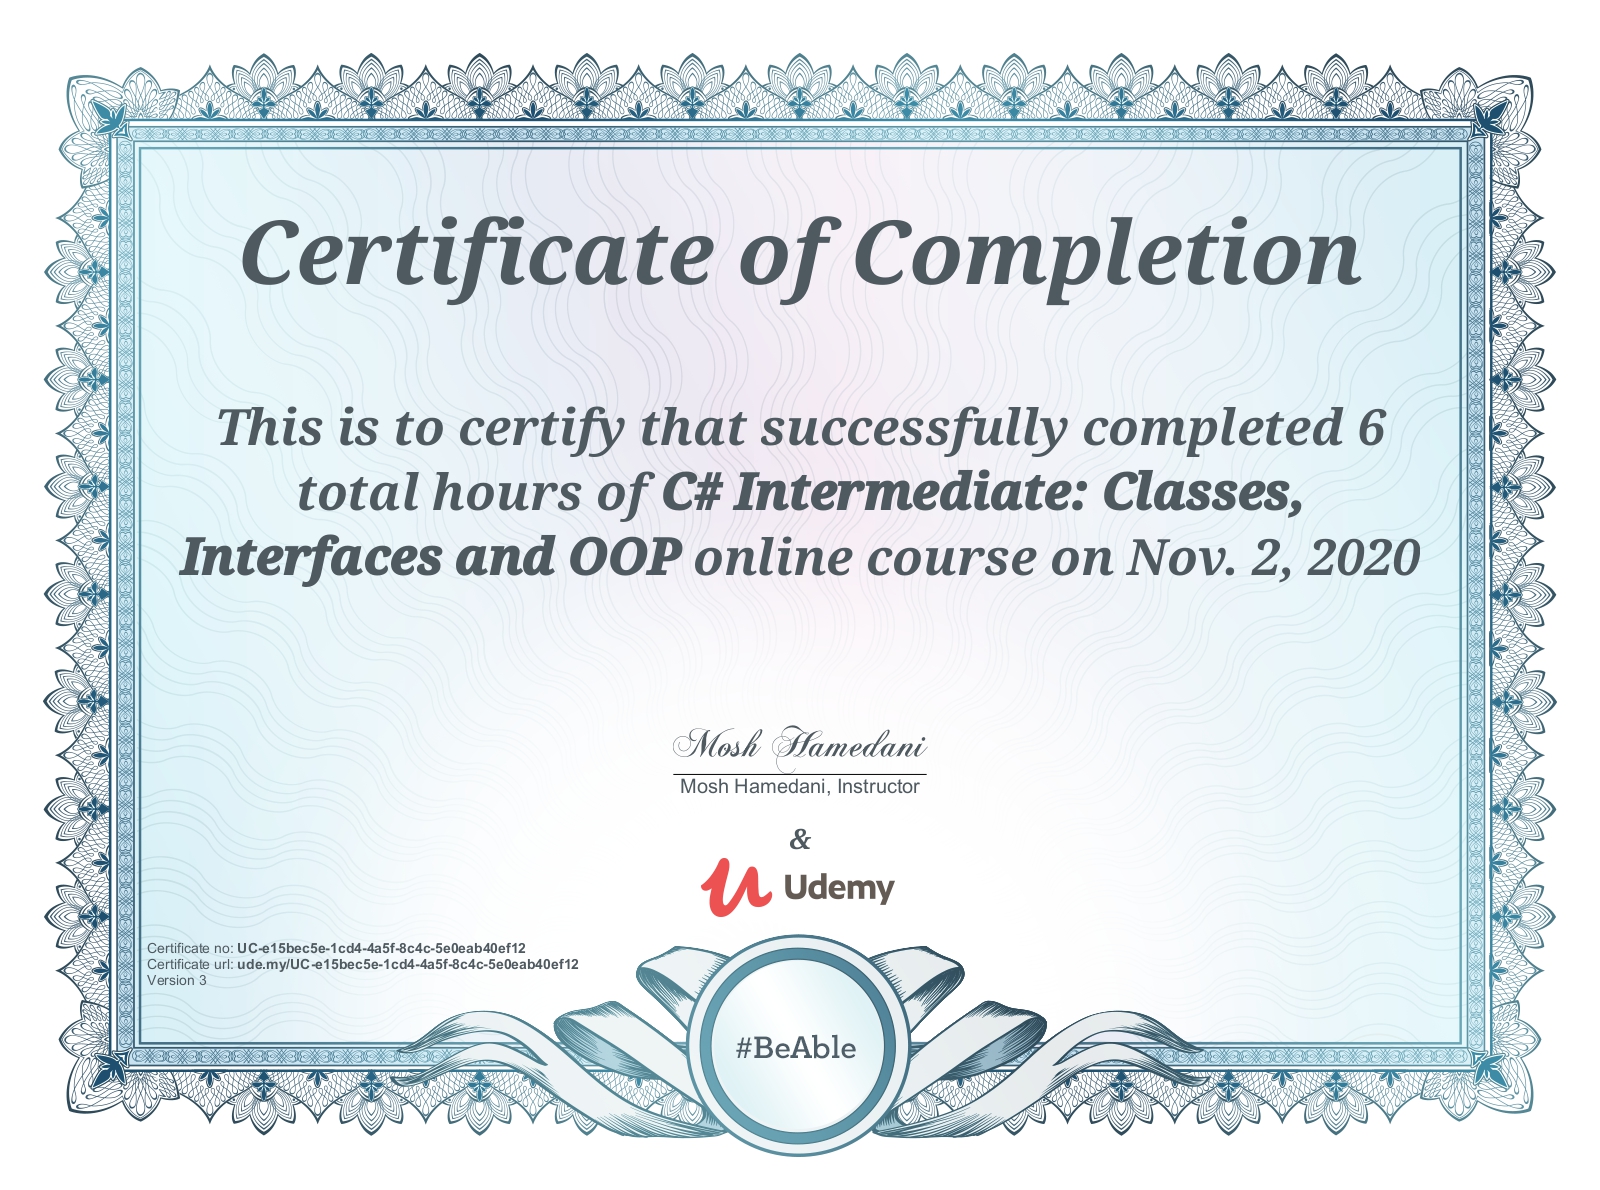 Certificate of Completion
This is to certify that successfully completed 6
total hours of C# Intermediate: Classes,
Interfaces and OOP online course on Nov. 2, 2020
Mosh Hamedani
Mosh Hamedani, Instructor
&
Udemy
Certificate no: UC-e15bec5e-1cd4-4a5f-8c4c-5e0eab40ef12
Certificate url: ude.my/UC-e15bec5e-1cd4-4a5f-8c4c-5e0eab40ef12
Version 3
#BeAble